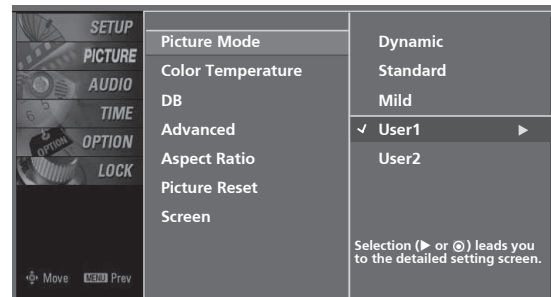 SETUP
PICTURE
AUDIO
TIME
OPTION
LOCK
Move MENU Prev
Picture Mode
Color Temperature
DB
Advanced
Aspect Ratio
Picture Reset
Screen
Dynamic
Standard
Mild
✓ User1 ▶
User2
Selection (▶ or ◉) leads you
to the detailed setting screen.